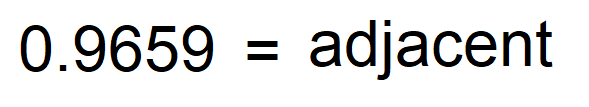 0.9659 = adjacent